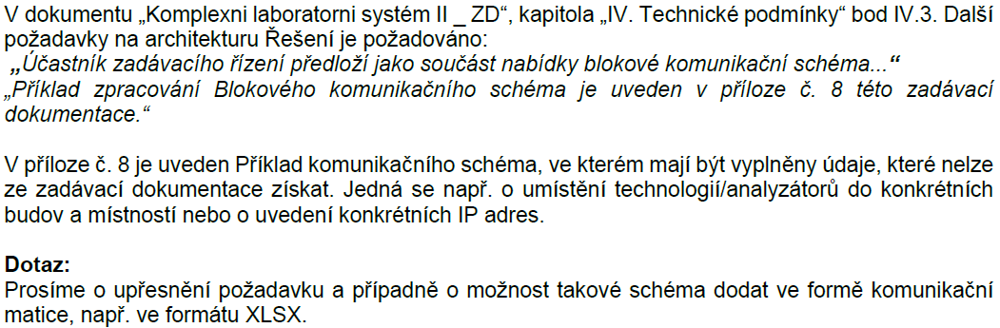 V dokumentu „Komplexni laboratorni systém II _ ZD“, kapitola „IV. Technické podmínky“ bod IV.3. Další
požadavky na architekturu Řešení je požadováno:
„Účastník zadávacího řízení předloží jako součást nabídky blokové komunikační schéma...“
„Příklad zpracování Blokového komunikačního schéma je uveden v příloze č. 8 této zadávací
dokumentace.“
V příloze č. 8 je uveden Příklad komunikačního schéma, ve kterém mají být vyplněny údaje, které nelze
ze zadávací dokumentace získat. Jedná se např. o umístění technologií/analyzátorů do konkrétních
budov a místností nebo o uvedení konkrétních IP adres.
Dotaz:
Prosíme o upřesnění požadavku a případně o možnost takové schéma dodat ve formě komunikační
matice, např. ve formátu XLSX.